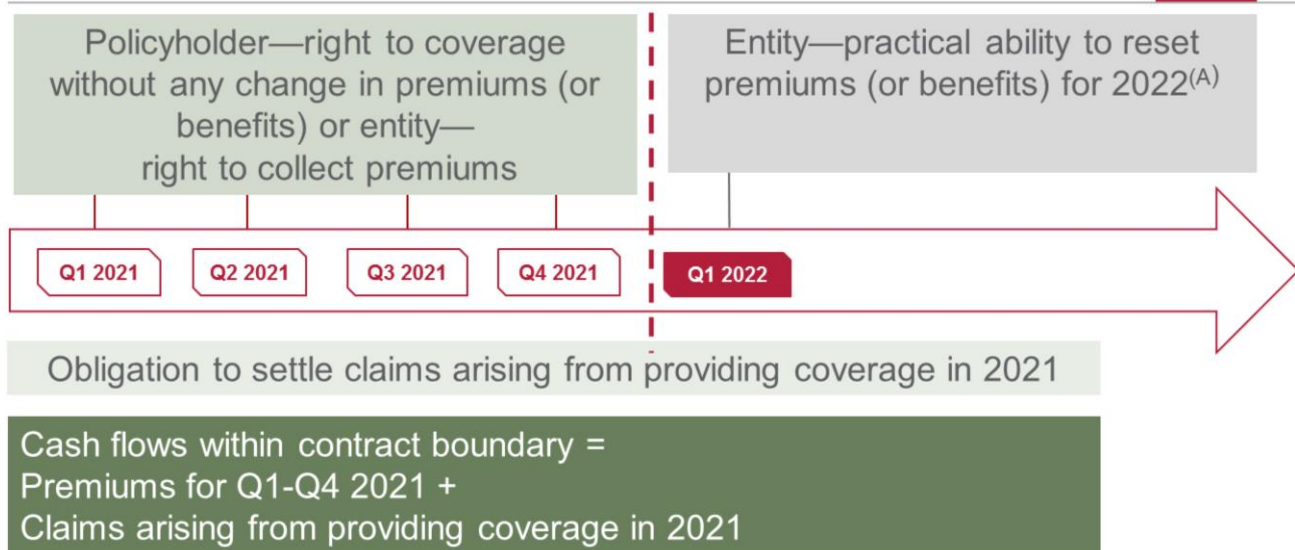 Policyholder—right to coverage
without any change in premiums (or
benefits) or entity—
right to collect premiums
Entity—practical ability to reset
premiums (or benefits) for 2022(A)
Q1 2021
Q2 2021
Q3 2021
Q4 2021
Q1 2022
Obligation to settle claims arising from providing coverage in 2021
Cash flows within contract boundary =
Premiums for Q1-Q4 2021 +
Claims arising from providing coverage in 2021